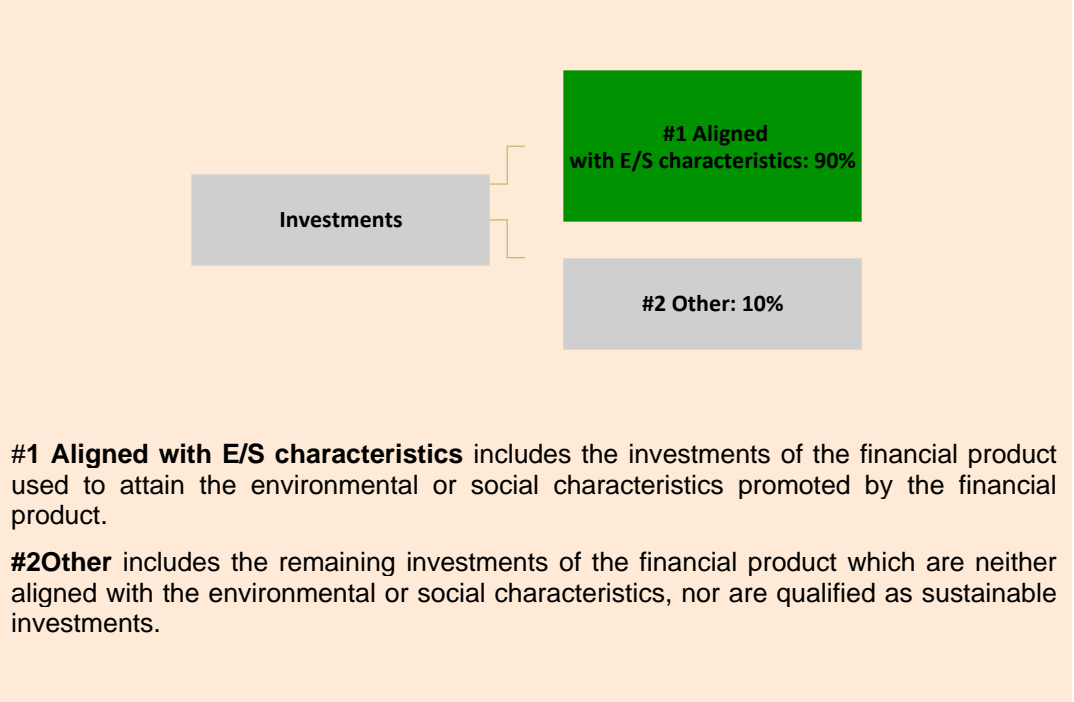 #1 Aligned
with E/S characteristics: 90%
Investments
#2 Other: 10%
#1 Aligned with E/S characteristics includes the investments of the financial product
used to attain the environmental or social characteristics promoted by the financial
product.
#2Other includes the remaining investments of the financial product which are neither
aligned with the environmental or social characteristics, nor are qualified as sustainable
investments.